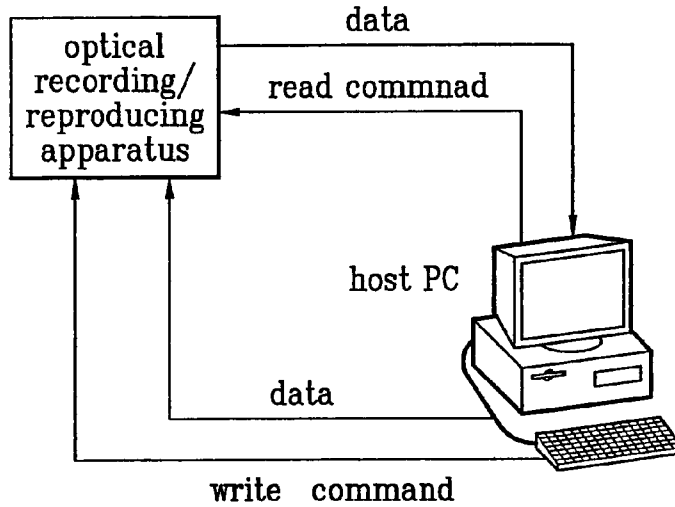 optical
recording/
reproducing
apparatus
data
read commnad
host PC
data
write command